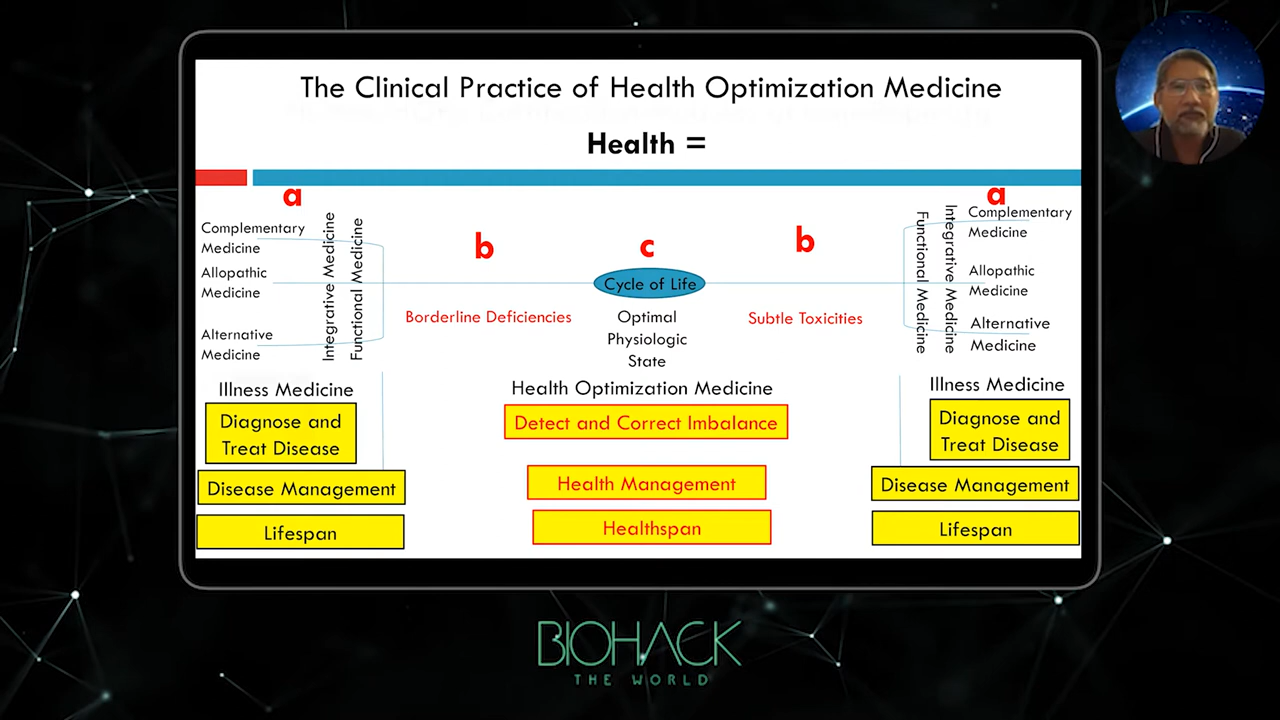 The Clinical Practice of Health Optimization Medicine
Health =
a
Complementary
Medicine
Allopathic
Medicine
Alternative
Medicine
Integrative Medicine
Functional Medicine
b
Borderline Deficiencies
c
Cycle of Life
Optimal
Physiologic
State
b
Subtle Toxicities
a
Functional Medicine
Integrative Medicine
Complementary
Medicine
Allopathic
Medicine
Alternative
Medicine
Illness Medicine
Diagnose and
Treat Disease
Disease Management
Lifespan
Health Optimization Medicine
Detect and Correct Imbalance
Health Management
Healthspan
Illness Medicine
Diagnose and
Treat Disease
Disease Management
Lifespan
BIOHACK
THE WORLD